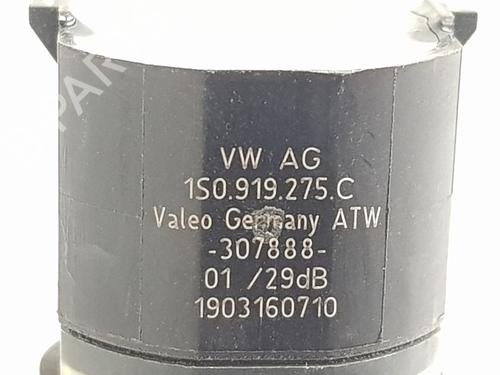 VW AG
1S0.919.275.C
Valeo Germany ATW
-307888-
01 /29dB
1903160710